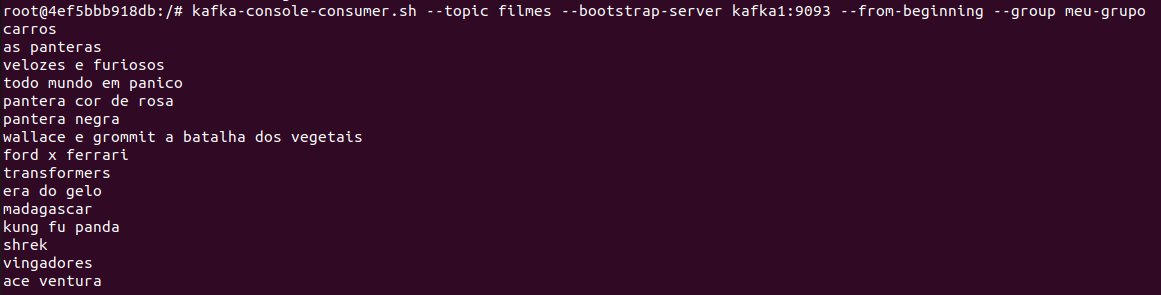 root@4ef5bbb918db:/# kafka-console-consumer.sh --topic filmes --bootstrap-server kafka1:9093 --from-beginning --group meu-grupo
carros
as panteras
velozes e furiosos
todo mundo em panico
pantera cor de rosa
pantera negra
wallace e grommit a batalha dos vegetais
ford x ferrari
transformers
era do gelo
madagascar
kung fu panda
shrek
vingadores
ace ventura